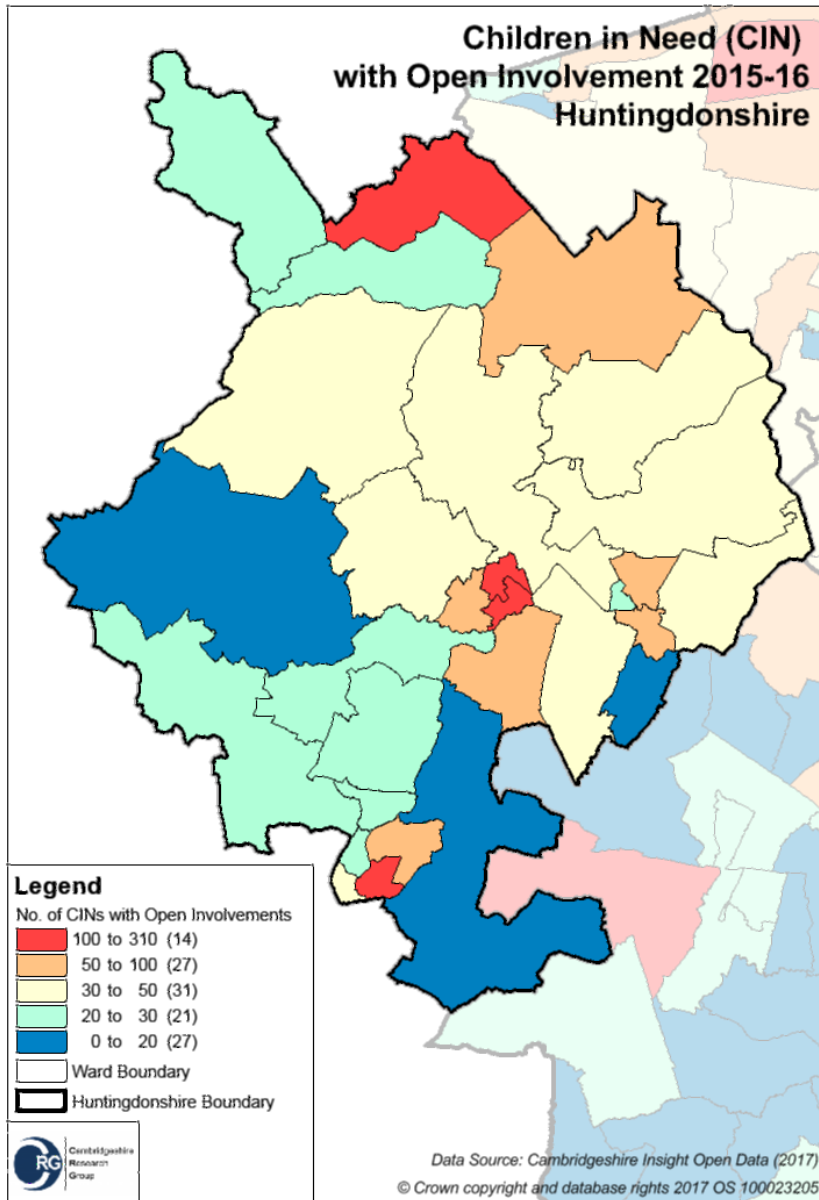 Children in Need (CIN)
with Open Involvement 2015-16
Huntingdonshire
Legend
No. of CINs with Open Involvements
100 to 310 (14)
50 to 100 (27)
30 to 50 (31)
20 to 30 (21)
0 to 20 (27)
Ward Boundary
Huntingdonshire Boundary
CRG
Cambridgeshire
Research
Group
Data Source: Cambridgeshire Insight Open Data (2017)
© Crown copyright and database rights 2017 OS 100023205